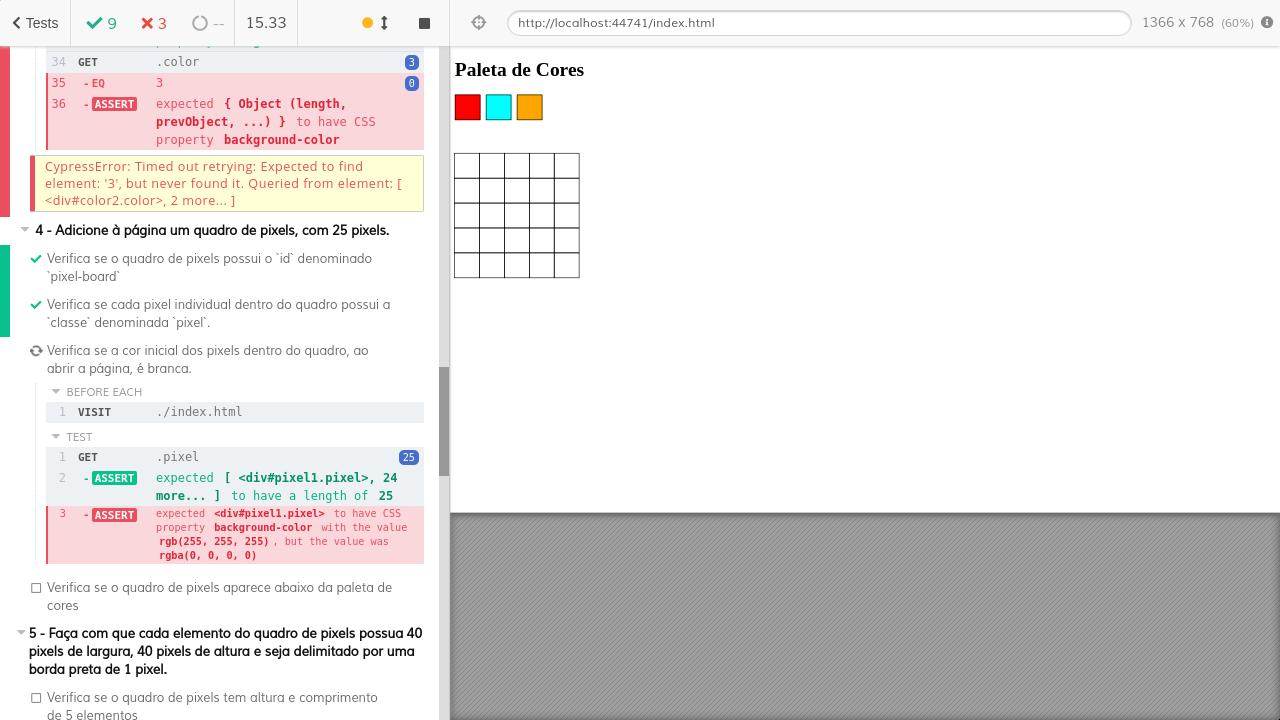 Tests 9 3 -- 15.33 http://localhost:44741/index.html 1366 x 768 (60%)
34 GET .color 3
35 - EQ 3 0
36 - ASSERT expected { Object (length,
prevObject, ...) } to have CSS
property background-color
CypressError: Timed out retrying: Expected to find
element: '3', but never found it. Queried from element: [
<div#color2.color>, 2 more... ]
4 - Adicione à página um quadro de pixels, com 25 pixels.
Verifica se o quadro de pixels possui o `id` denominado
`pixel-board`
Verifica se cada pixel individual dentro do quadro possui a
`classe` denominada `pixel`.
Verifica se a cor inicial dos pixels dentro do quadro, ao
abrir a página, é branca.
BEFORE EACH
1 VISIT ./index.html
TEST
1 GET .pixel 25
2 - ASSERT expected [ <div#pixel1.pixel>, 24
more... ] to have a length of 25
3 - ASSERT expected <div#pixel1.pixel> to have CSS
property background-color with the value
rgb(255, 255, 255), but the value was
rgba(0, 0, 0, 0)
Verifica se o quadro de pixels aparece abaixo da paleta de
cores
5 - Faça com que cada elemento do quadro de pixels possua 40
pixels de largura, 40 pixels de altura e seja delimitado por uma
borda preta de 1 pixel.
Verifica se o quadro de pixels tem altura e comprimento
de 5 elementos
Paleta de Cores